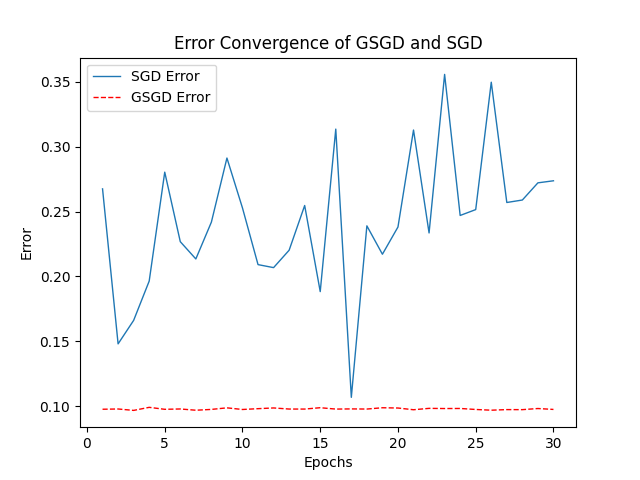 Error Convergence of GSGD and SGD
SGD Error
GSGD Error
0.35
0.30
0.25
0.20
0.15
0.10
Error
0 5 10 15 20 25 30
Epochs